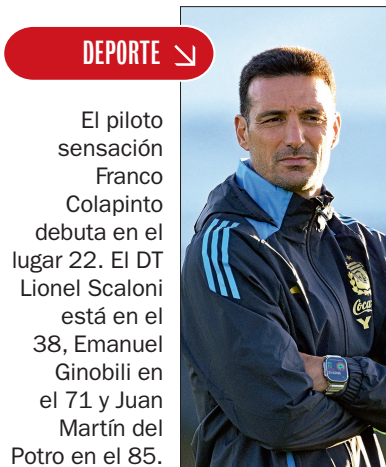 DEPORTE
El piloto
sensación
Franco
Colapinto
debuta en el
lugar 22. El DT
Lionel Scaloni
está en el
38, Emanuel
Ginobili en
el 71 y Juan
Martín del
Potro en el 85.